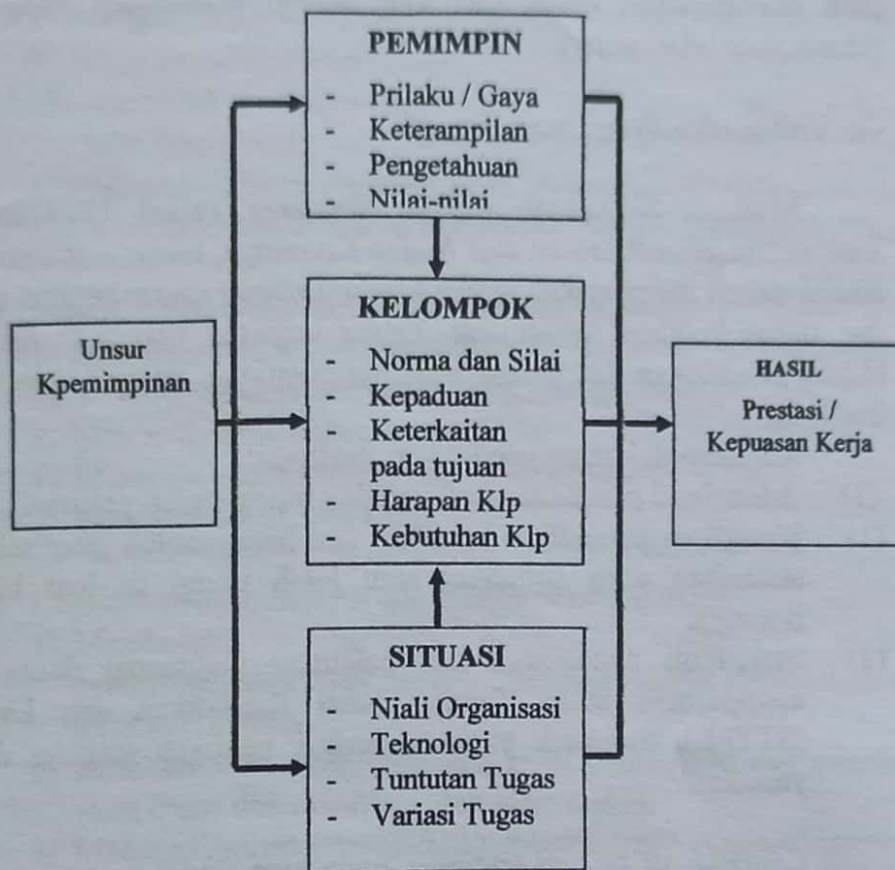 PEMIMPIN
- Prilaku / Gaya
- Keterampilan
- Pengetahuan
- Nilai-nilai
Unsur
Kpemimpinan
KELOMPOK
- Norma dan Silai
- Kepaduan
- Keterkaitan
pada tujuan
- Harapan Klp
- Kebutuhan Klp
HASIL
Prestasi /
Kepuasan Kerja
SITUASI
- Niali Organisasi
- Teknologi
- Tuntutan Tugas
- Variasi Tugas